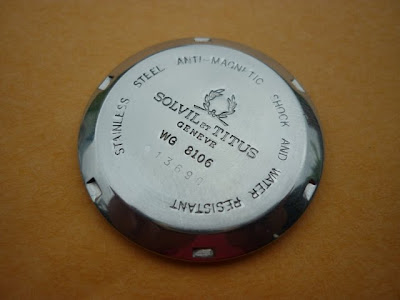 STAINLESS STEEL ANTI-MAGNETIC SHOCK AND WATER RESISTANT
SOLVIL ET TITUS
GENEVE
WG 8106